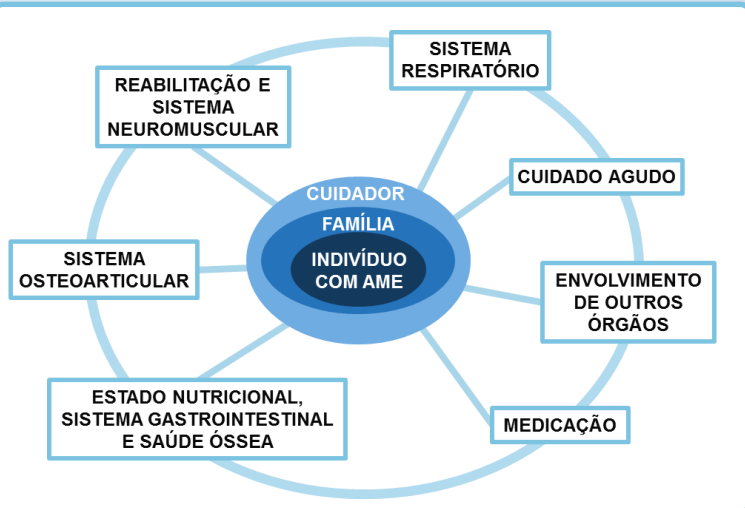 SISTEMA
RESPIRATÓRIO
REABILITAÇÃO E
SISTEMA
NEUROMUSCULAR
CUIDADO AGUDO
CUIDADOR
FAMÍLIA
INDIVÍDUO
COM AME
SISTEMA
OSTEOARTICULAR
ENVOLVIMENTO
DE OUTROS
ÓRGÃOS
ESTADO NUTRICIONAL,
SISTEMA GASTROINTESTINAL
E SAÚDE ÓSSEA
MEDICAÇÃO